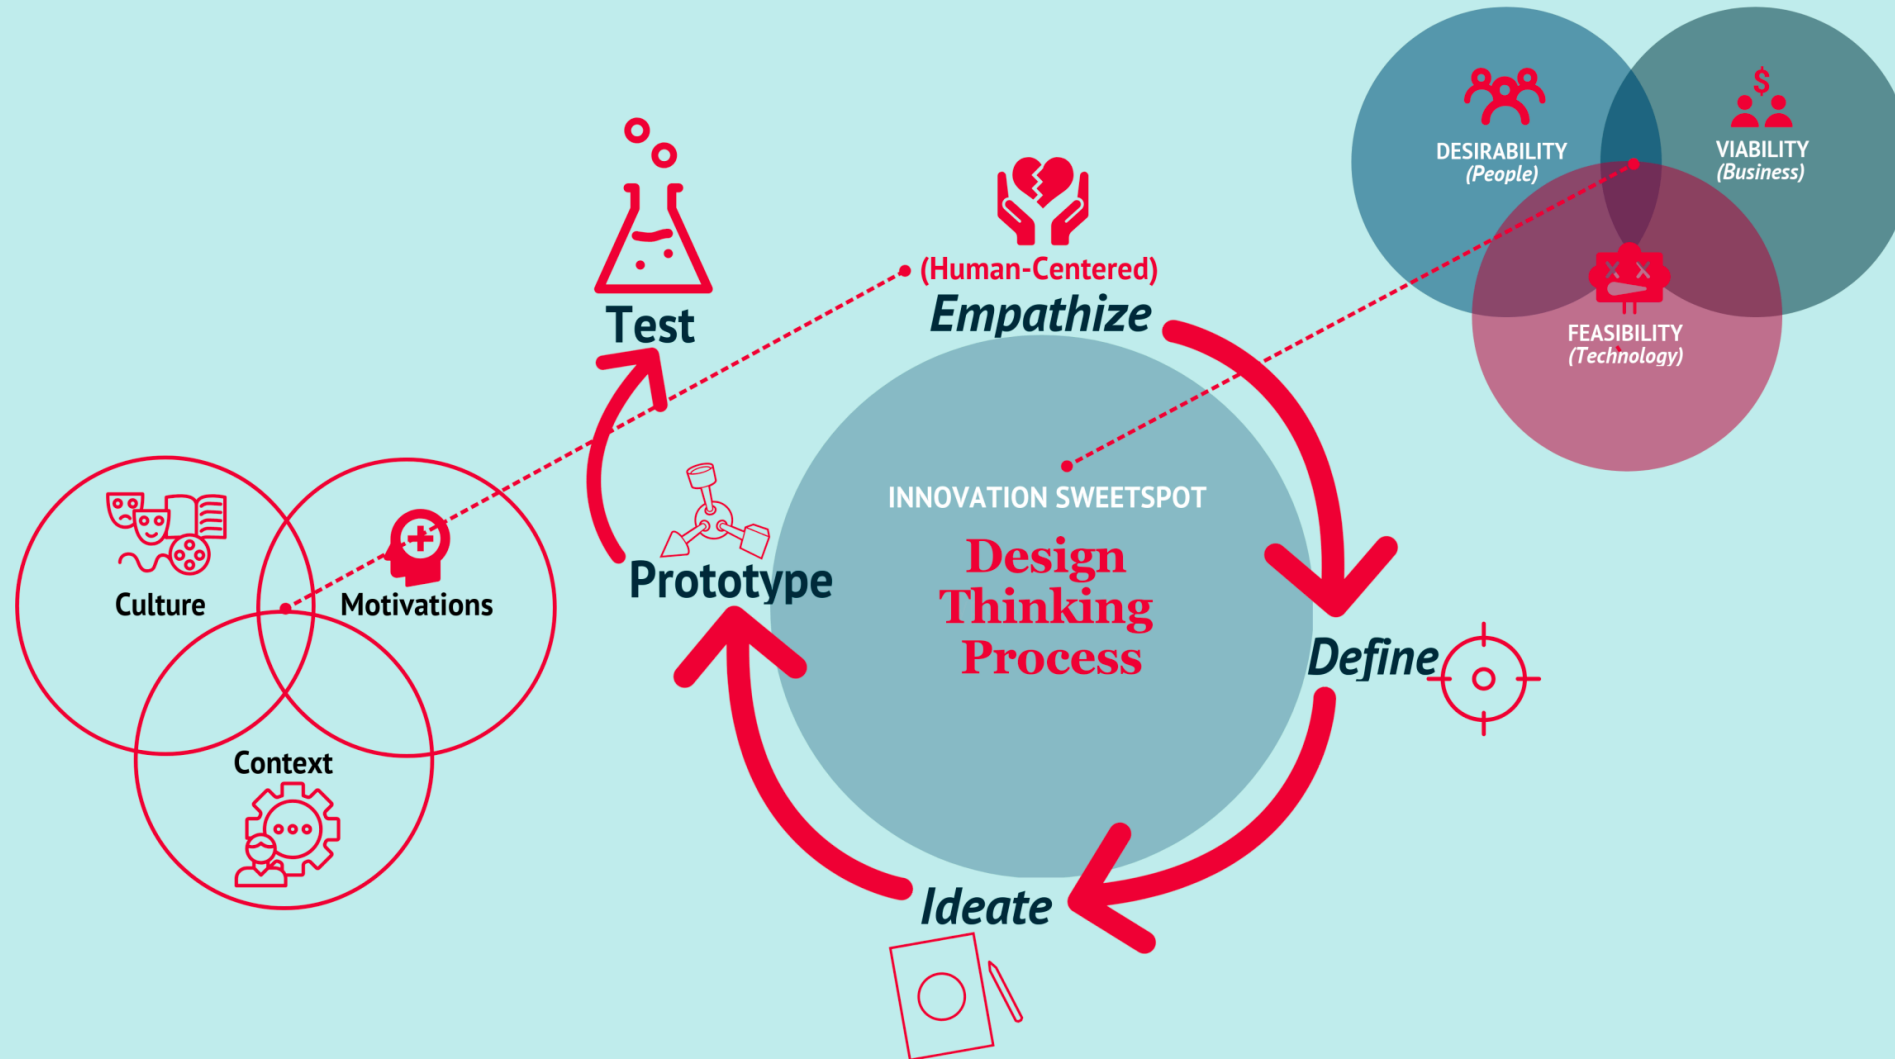 DESIRABILITY
(People)
$
VIABILITY
(Business)
FEASIBILITY
(Technology)
(Human-Centered)
Empathize
Test
INNOVATION SWEETSPOT
Design
Thinking
Process
Prototype
Define
Ideate
Culture
Motivations
Context